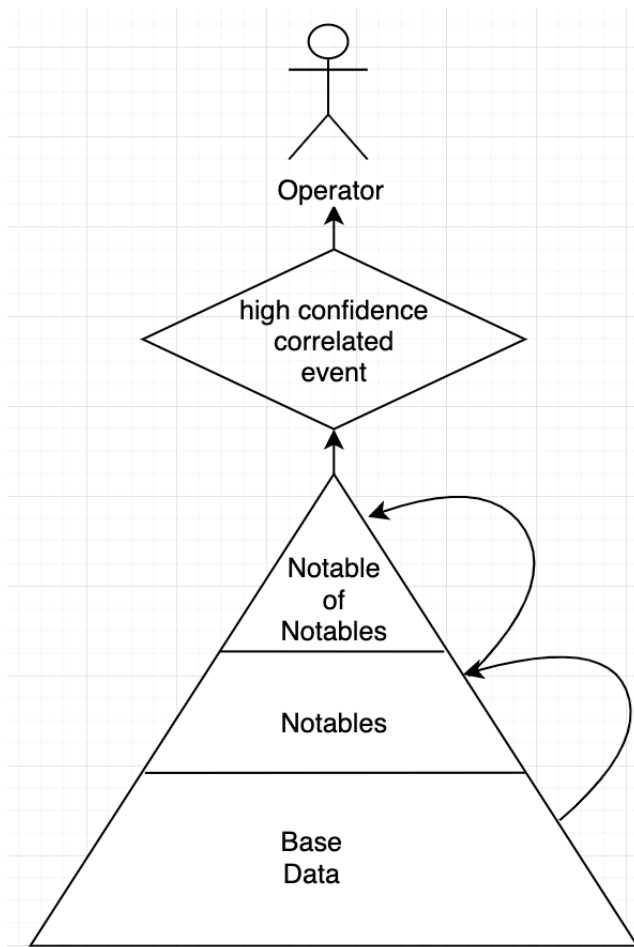 Operator
high confidence
correlated
event
Notable
of
Notables
Notables
Base
Data